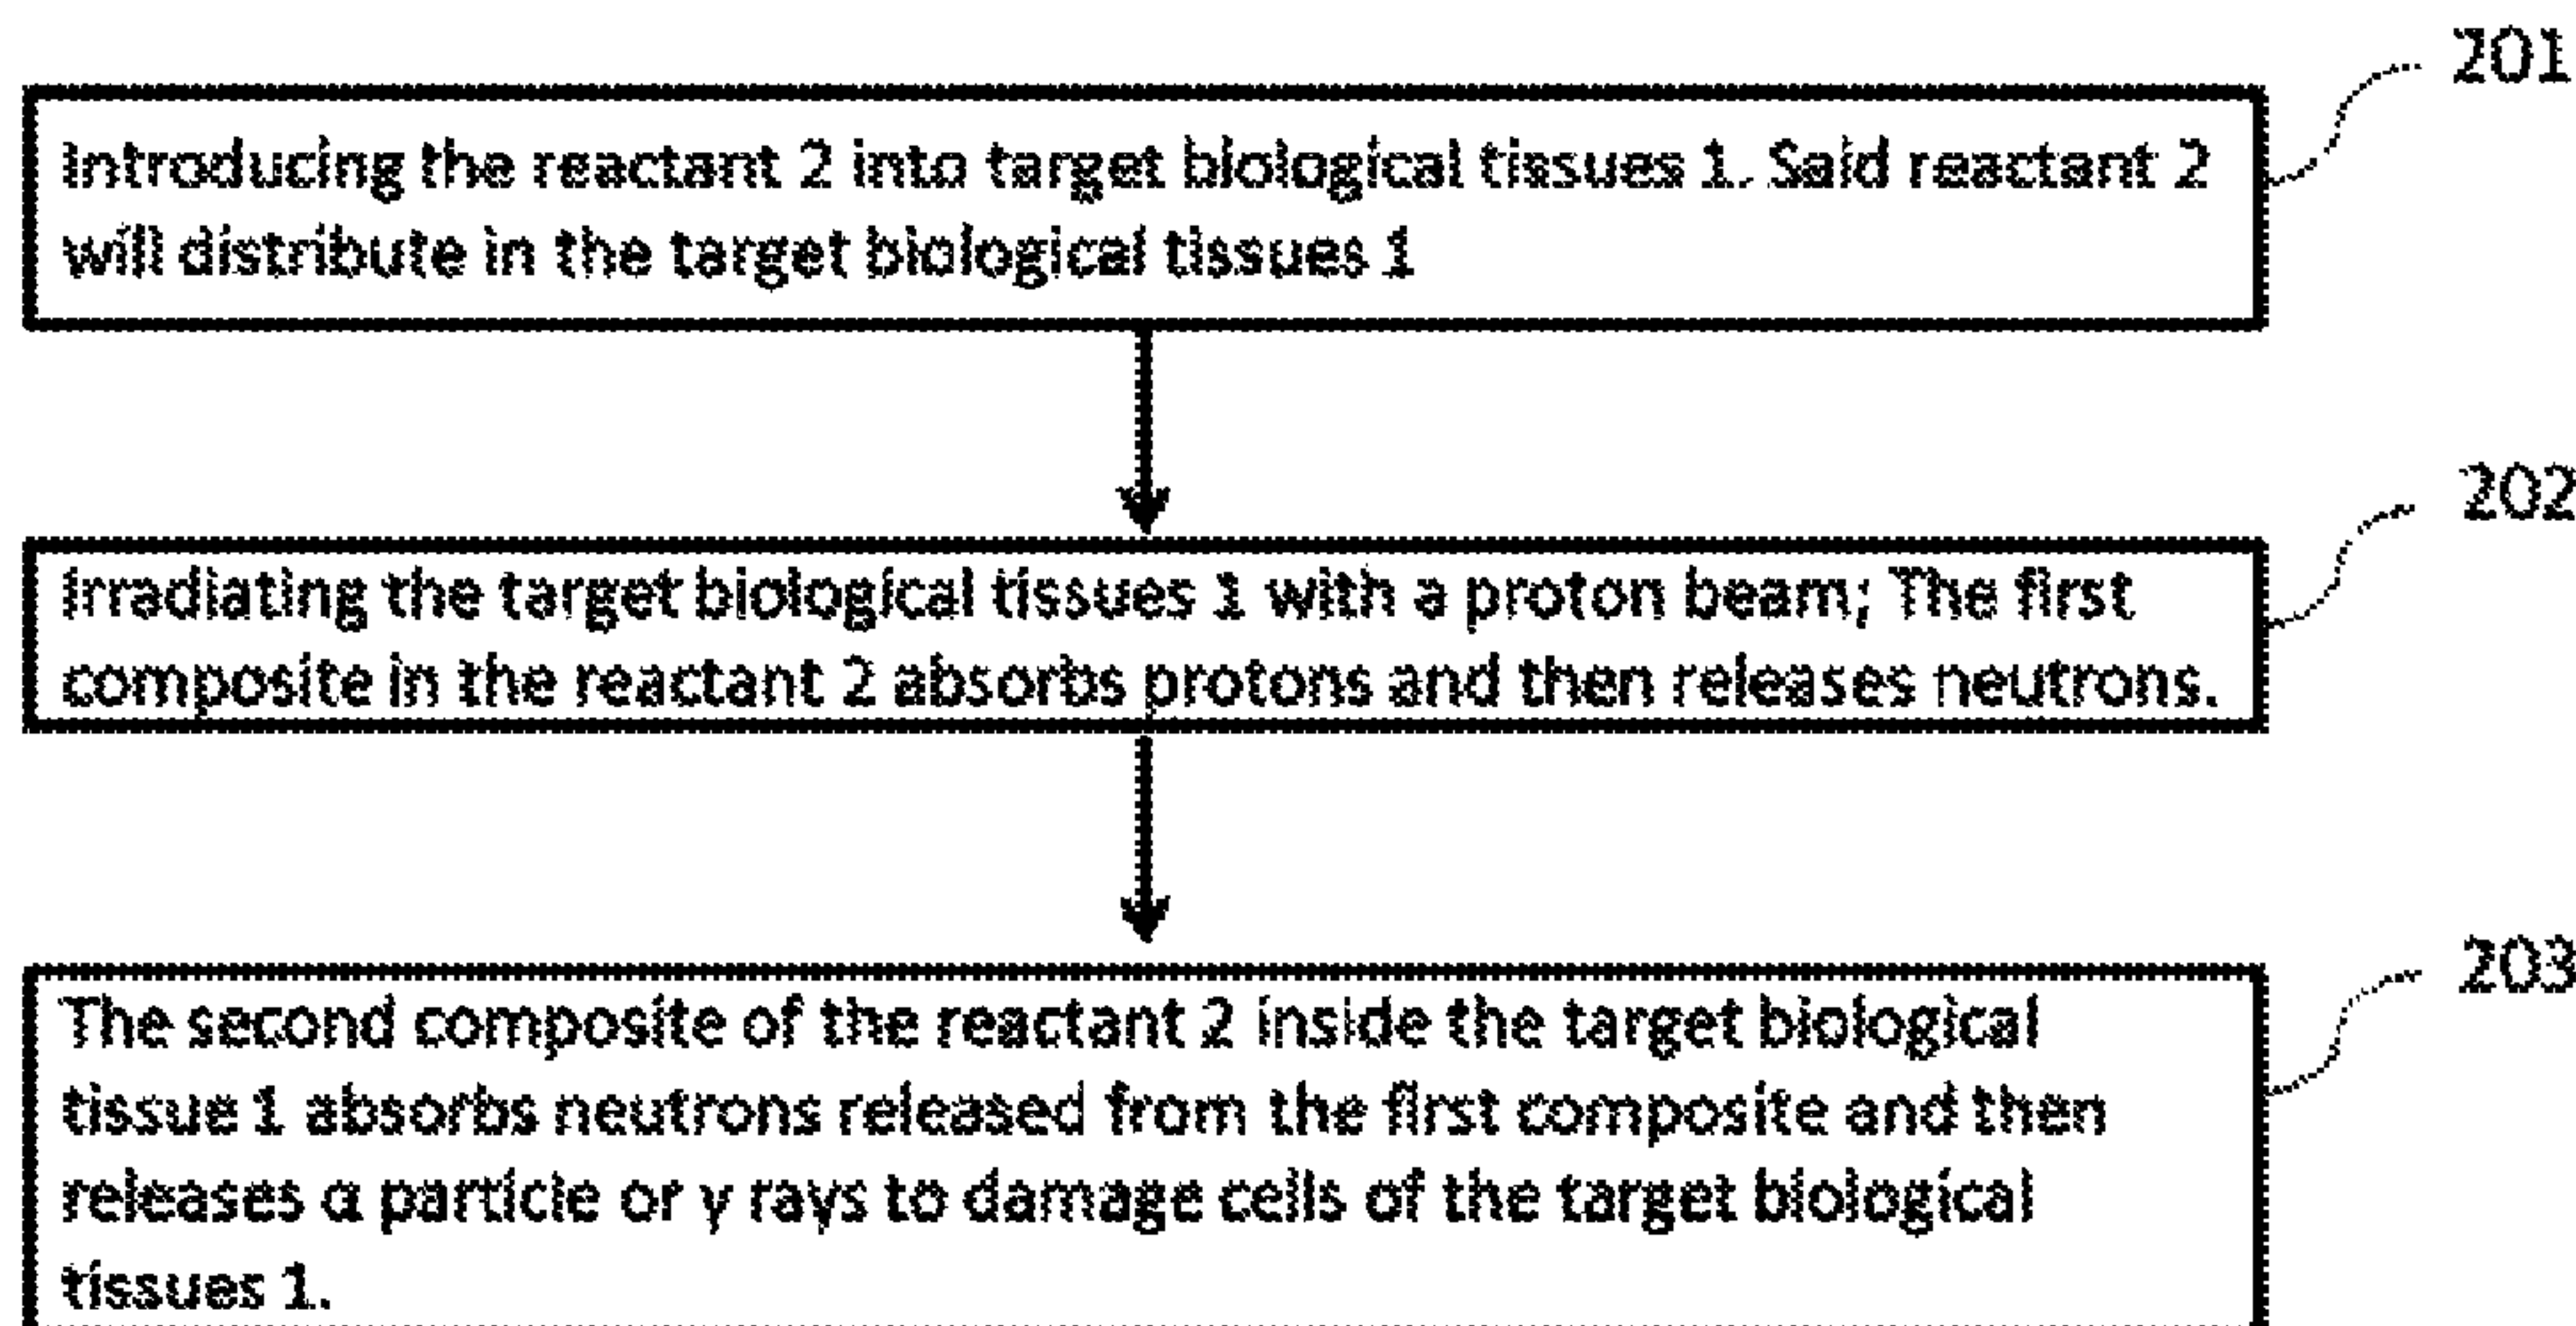 201
Introducing the reactant 2 into target biological tissues 1. Said reactant 2
will distribute in the target biological tissues 1
202
Irradiating the target biological tissues 1 with a proton beam; The first
composite in the reactant 2 absorbs protons and then releases neutrons.
203
The second composite of the reactant 2 inside the target biological
tissue 1 absorbs neutrons released from the first composite and then
releases α particle or γ rays to damage cells of the target biological
tissues 1.